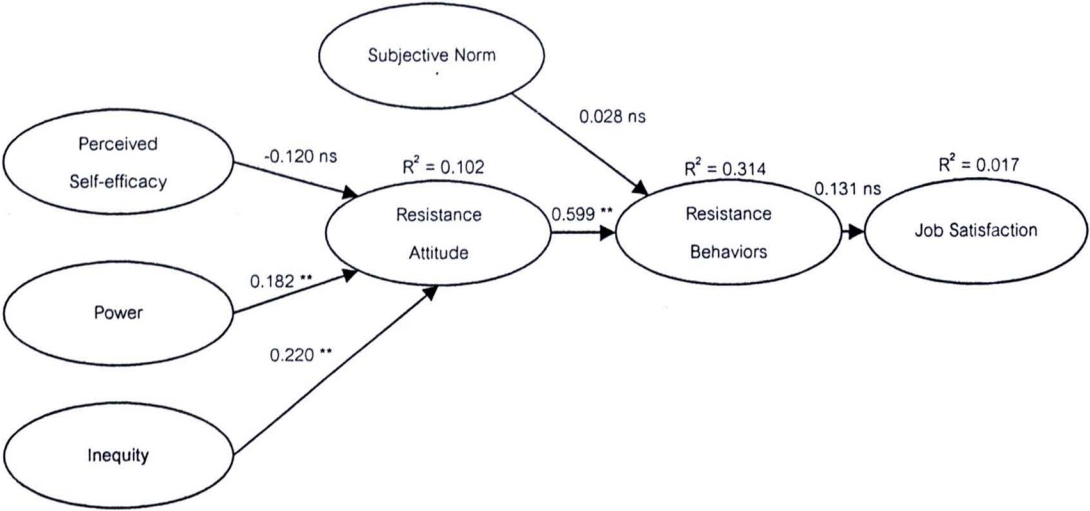 Subjective Norm
0.028 ns
Perceived
Self-efficacy
-0.120 ns
R² = 0.102
R² = 0.314
R² = 0.017
Resistance
Attitude
0.599 **
Resistance
Behaviors
0.131 ns
Job Satisfaction
Power
0.182 **
0.220 **
Inequity